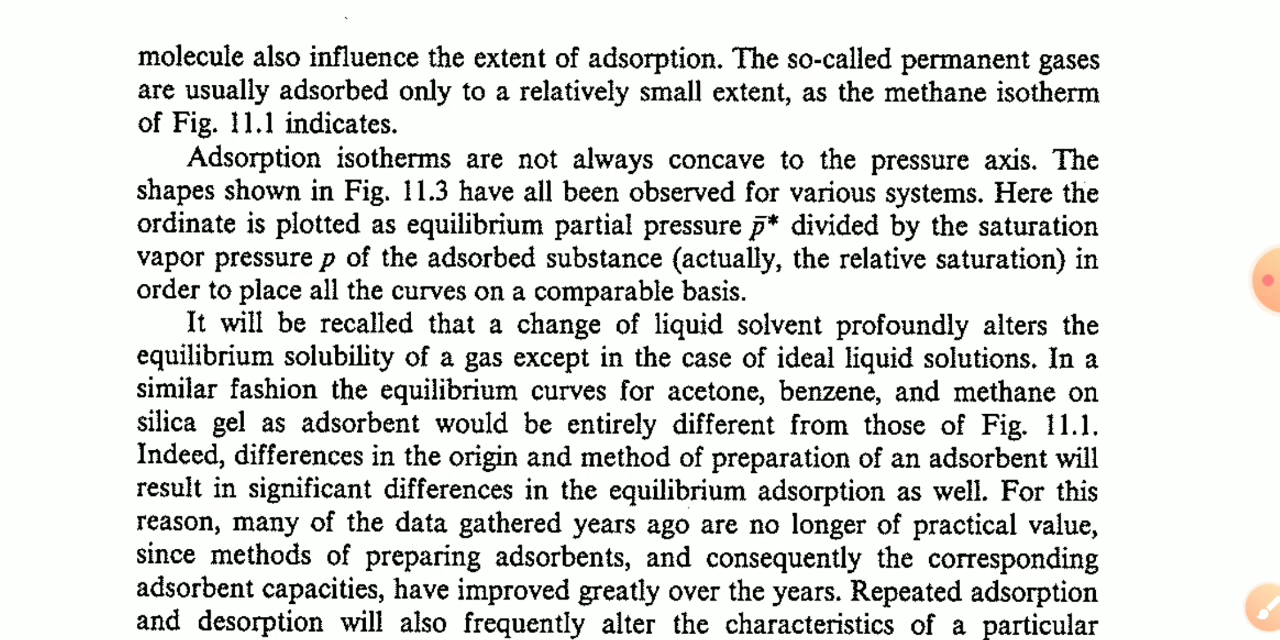 molecule also influence the extent of adsorption. The so-called permanent gases
are usually adsorbed only to a relatively small extent, as the methane isotherm
of Fig. 11.1 indicates.
Adsorption isotherms are not always concave to the pressure axis. The
shapes shown in Fig. 11.3 have all been observed for various systems. Here the
ordinate is plotted as equilibrium partial pressure p̄* divided by the saturation
vapor pressure p of the adsorbed substance (actually, the relative saturation) in
order to place all the curves on a comparable basis.
It will be recalled that a change of liquid solvent profoundly alters the
equilibrium solubility of a gas except in the case of ideal liquid solutions. In a
similar fashion the equilibrium curves for acetone, benzene, and methane on
silica gel as adsorbent would be entirely different from those of Fig. 11.1.
Indeed, differences in the origin and method of preparation of an adsorbent will
result in significant differences in the equilibrium adsorption as well. For this
reason, many of the data gathered years ago are no longer of practical value,
since methods of preparing adsorbents, and consequently the corresponding
adsorbent capacities, have improved greatly over the years. Repeated adsorption
and desorption will also frequently alter the characteristics of a particular